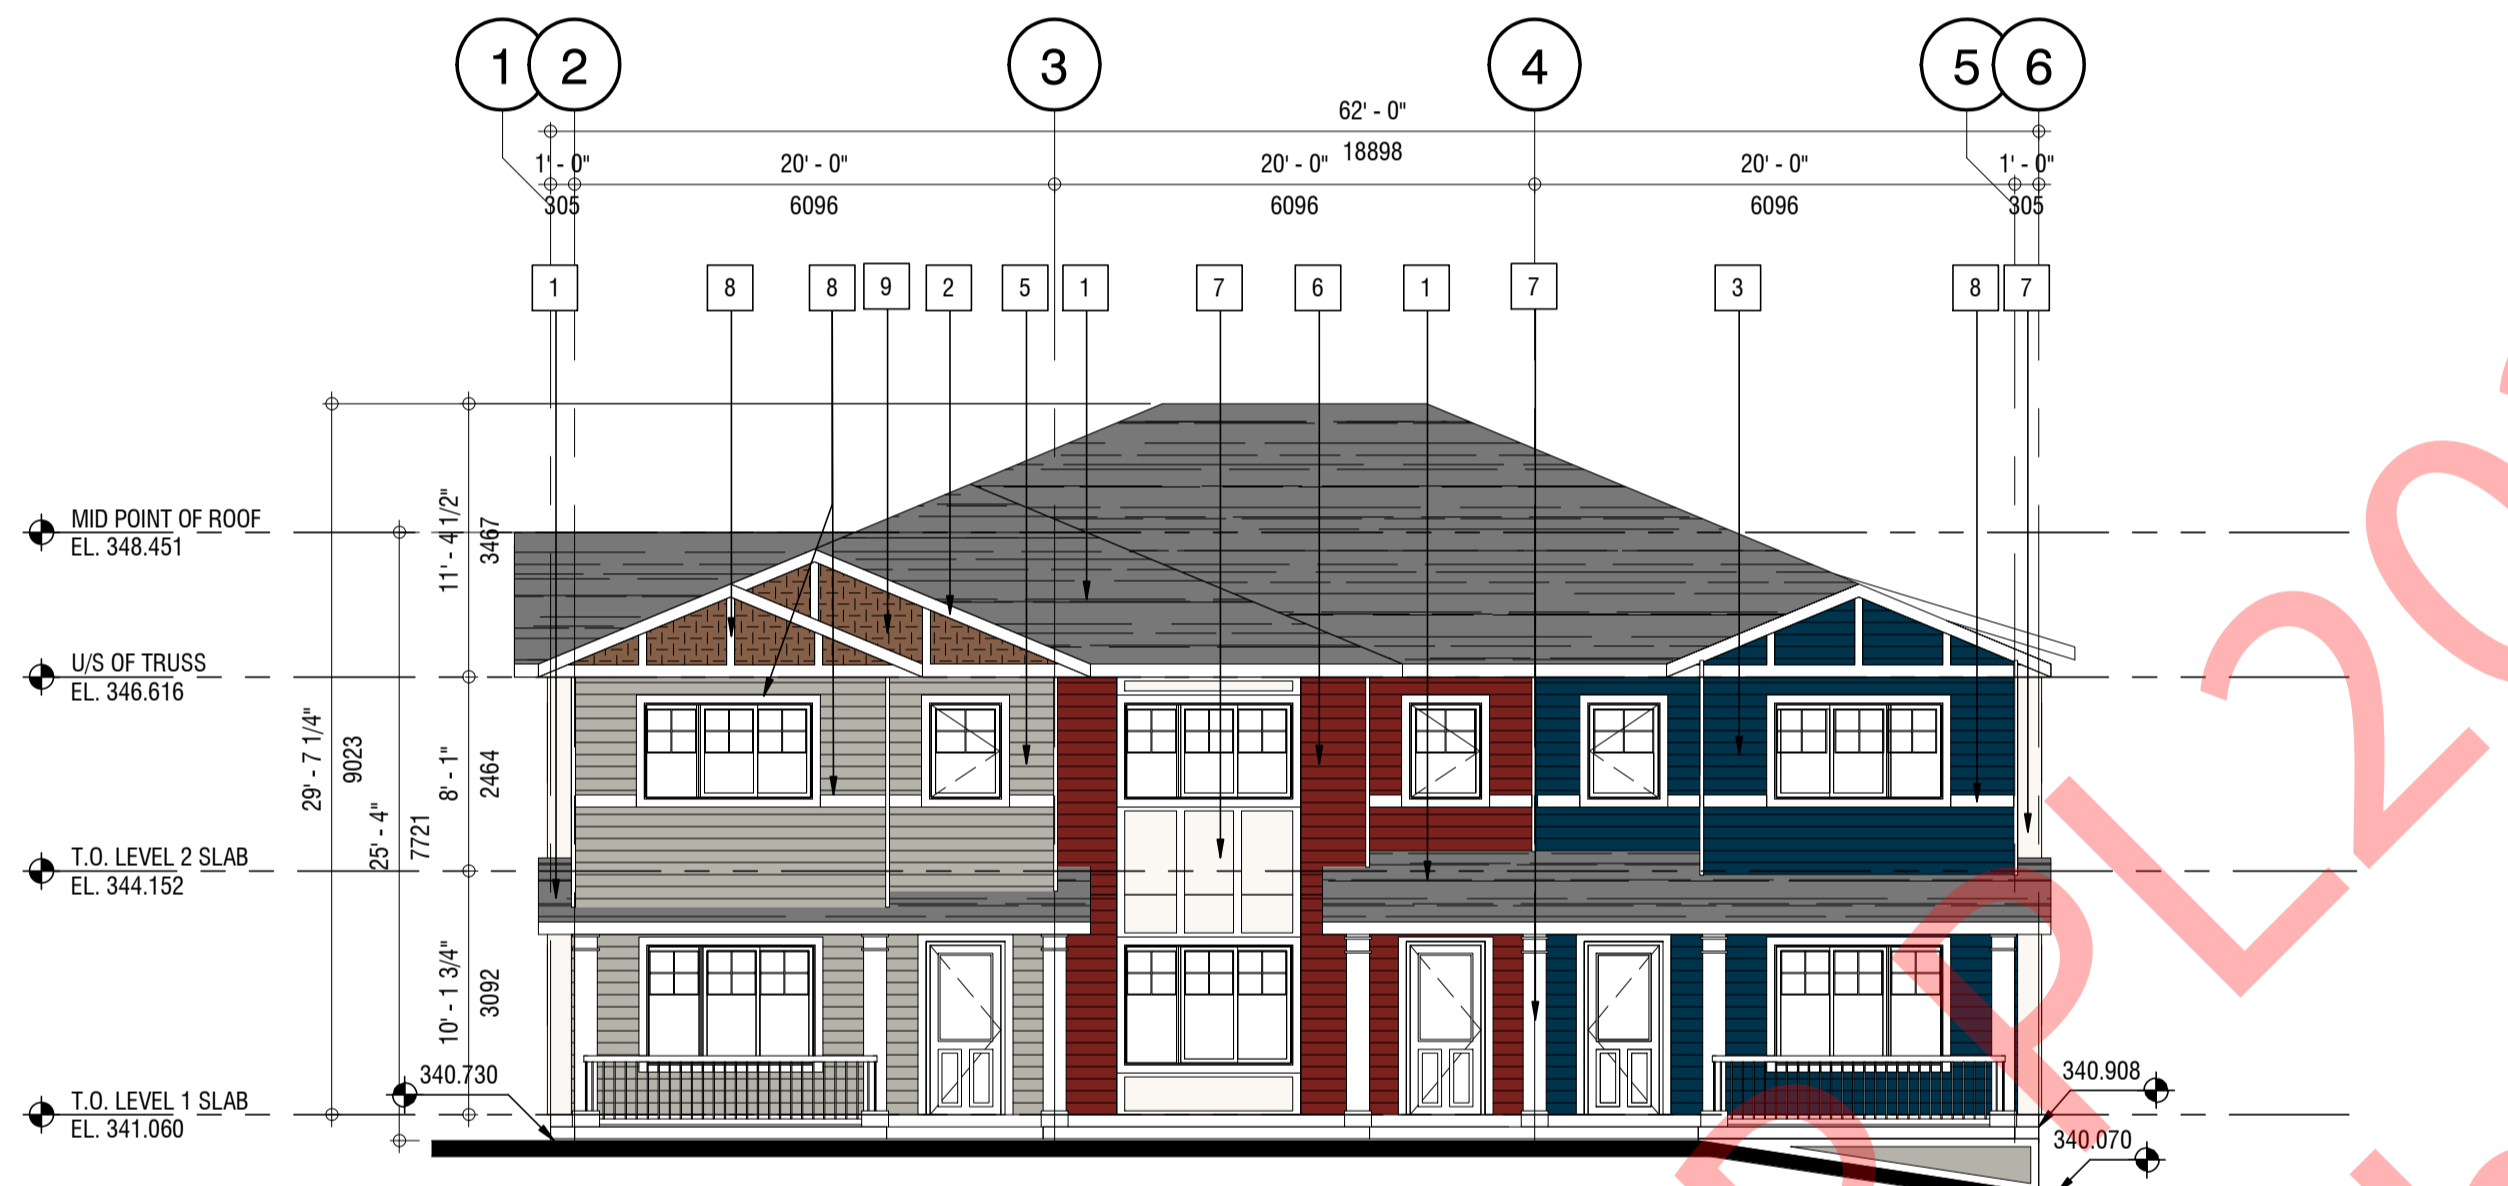 1 2 3 4 5 6
62' - 0"
18898
1' - 0" 20' - 0" 20' - 0" 20' - 0" 1' - 0"
305 6096 6096 6096 305
1 8 8 9 2 5 1 7 6 1 7 3 8 7
MID POINT OF ROOF
EL. 348.451
U/S OF TRUSS
EL. 346.616
T.O. LEVEL 2 SLAB
EL. 344.152
T.O. LEVEL 1 SLAB
EL. 341.060
29' - 7 1/4"
9023
25' - 4"
7721
11' - 4 1/2"
3467
8' - 1"
2464
10' - 1 3/4"
3092
340.730
340.908
340.070
PL20